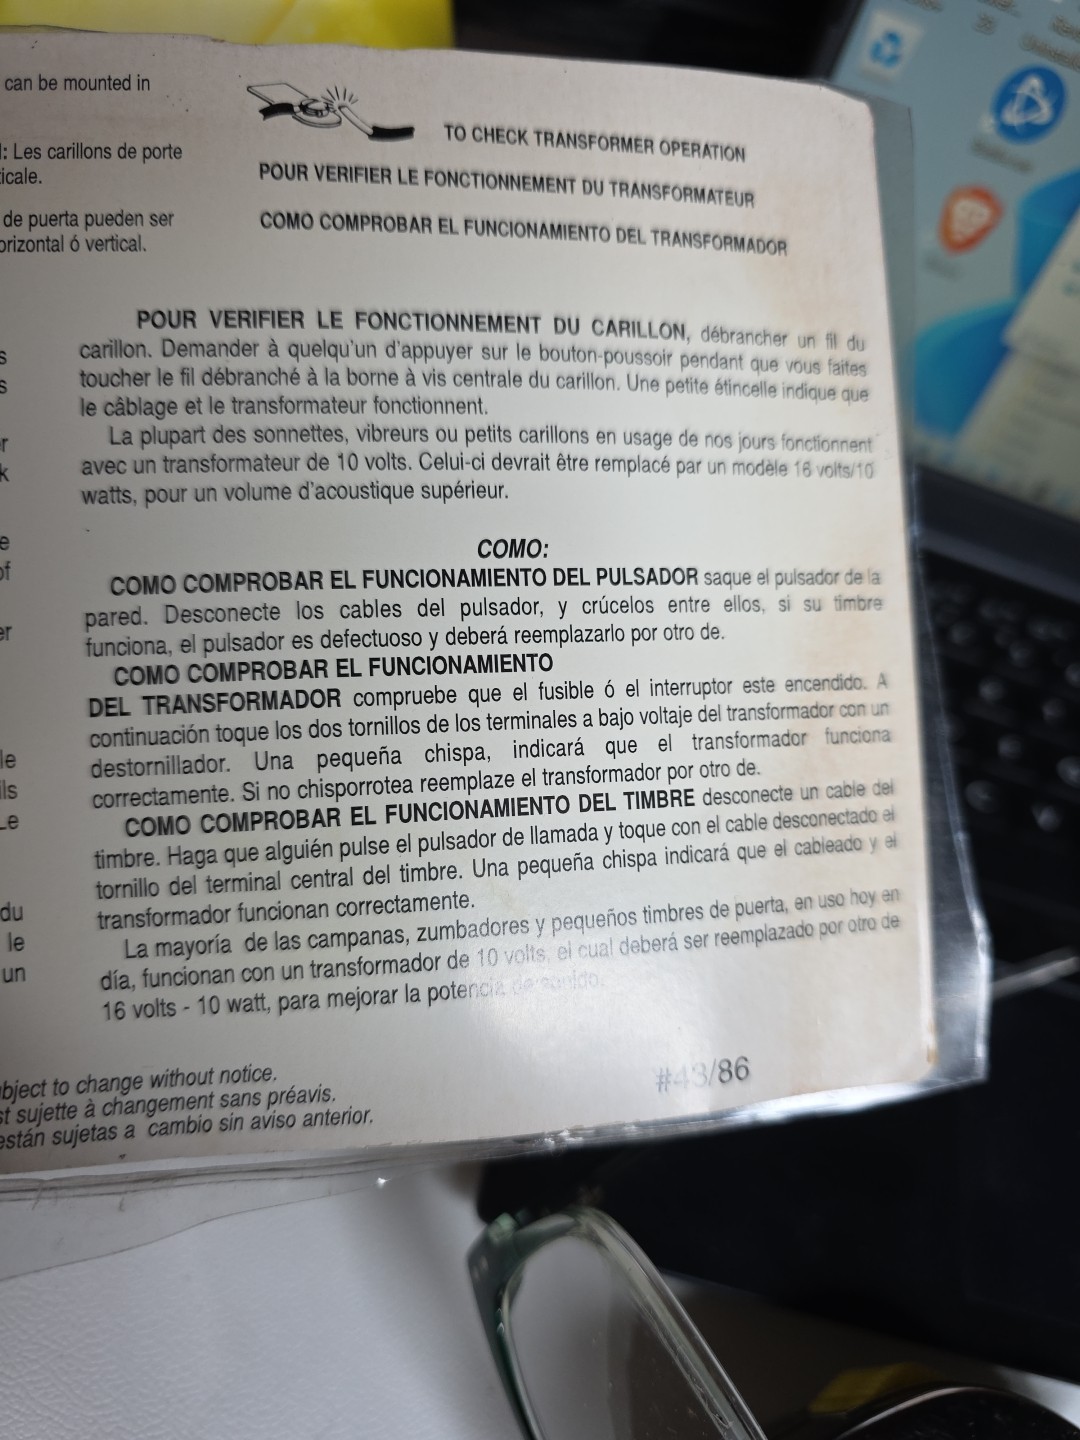 can be mounted in
: Les carillons de porte
icale.
de puerta pueden ser
orizontal ó vertical.
TO CHECK TRANSFORMER OPERATION
POUR VERIFIER LE FONCTIONNEMENT DU TRANSFORMATEUR
COMO COMPROBAR EL FUNCIONAMIENTO DEL TRANSFORMADOR
s
s
r
k
e
of
er
le
ils
Le
du
le
un
POUR VERIFIER LE FONCTIONNEMENT DU CARILLON, débrancher un fil du
carillon. Demander à quelqu'un d'appuyer sur le bouton-poussoir pendant que vous faites
toucher le fil débranché à la borne à vis centrale du carillon. Une petite étincelle indique que
le câblage et le transformateur fonctionnent.
La plupart des sonnettes, vibreurs ou petits carillons en usage de nos jours fonctionnent
avec un transformateur de 10 volts. Celui-ci devrait être remplacé par un modèle 16 volts/10
watts, pour un volume d'acoustique supérieur.
COMO:
COMO COMPROBAR EL FUNCIONAMIENTO DEL PULSADOR saque el pulsador de la
pared. Desconecte los cables del pulsador, y crúcelos entre ellos, si su timbre
funciona, el pulsador es defectuoso y deberá reemplazarlo por otro de.
COMO COMPROBAR EL FUNCIONAMIENTO
DEL TRANSFORMADOR compruebe que el fusible ó el interruptor este encendido. A
continuación toque los dos tornillos de los terminales a bajo voltaje del transformador con un
destornillador. Una pequeña chispa, indicará que el transformador funciona
correctamente. Si no chisporrotea reemplaze el transformador por otro de.
COMO COMPROBAR EL FUNCIONAMIENTO DEL TIMBRE desconecte un cable del
timbre. Haga que alguién pulse el pulsador de llamada y toque con el cable desconectado el
tornillo del terminal central del timbre. Una pequeña chispa indicará que el cableado y el
transformador funcionan correctamente.
La mayoría de las campanas, zumbadores y pequeños timbres de puerta, en uso hoy en
día, funcionan con un transformador de 10 volts, el cual deberá ser reemplazado por otro de
16 volts - 10 watt, para mejorar la potencia de sonido.
bject to change without notice.
st sujette à changement sans préavis.
están sujetas a cambio sin aviso anterior.
#43/86